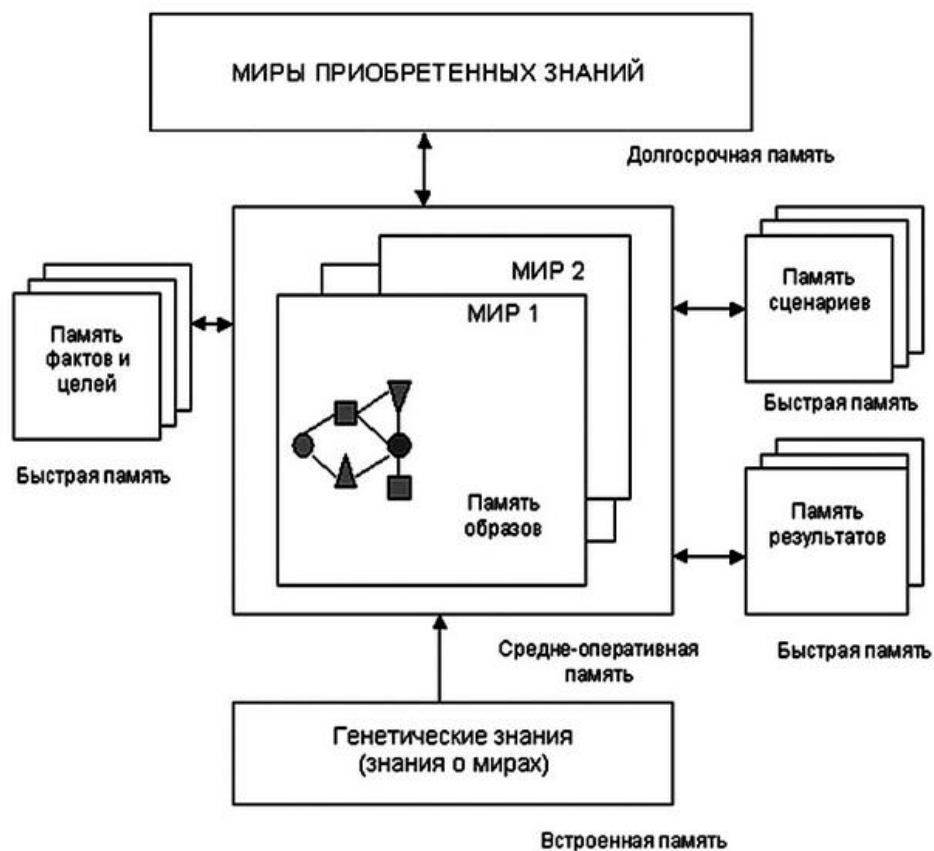 МИРЫ ПРИОБРЕТЕННЫХ ЗНАНИЙ
Долгосрочная память
МИР 2
МИР 1
Память
образов
Память
фактов и
целей
Быстрая память
Память
сценариев
Быстрая память
Память
результатов
Быстрая память
Средне-оперативная
память
Генетические знания
(знания о мирах)
Встроенная память